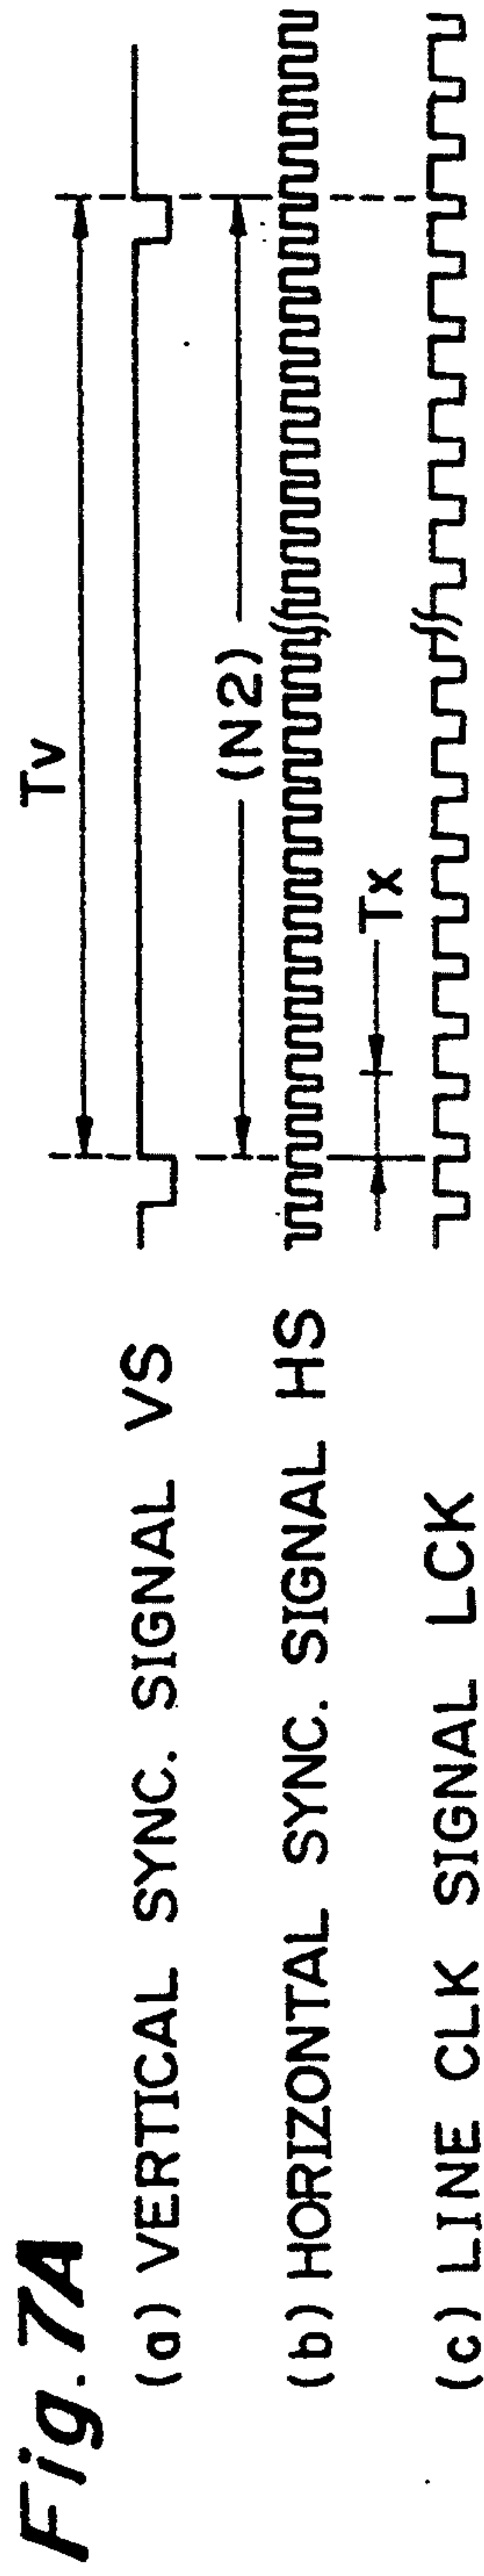 Fig. 7A
Tv
(a) VERTICAL SYNC. SIGNAL VS
(N2)
(b) HORIZONTAL SYNC. SIGNAL HS
Tx
(c) LINE CLK SIGNAL LCK